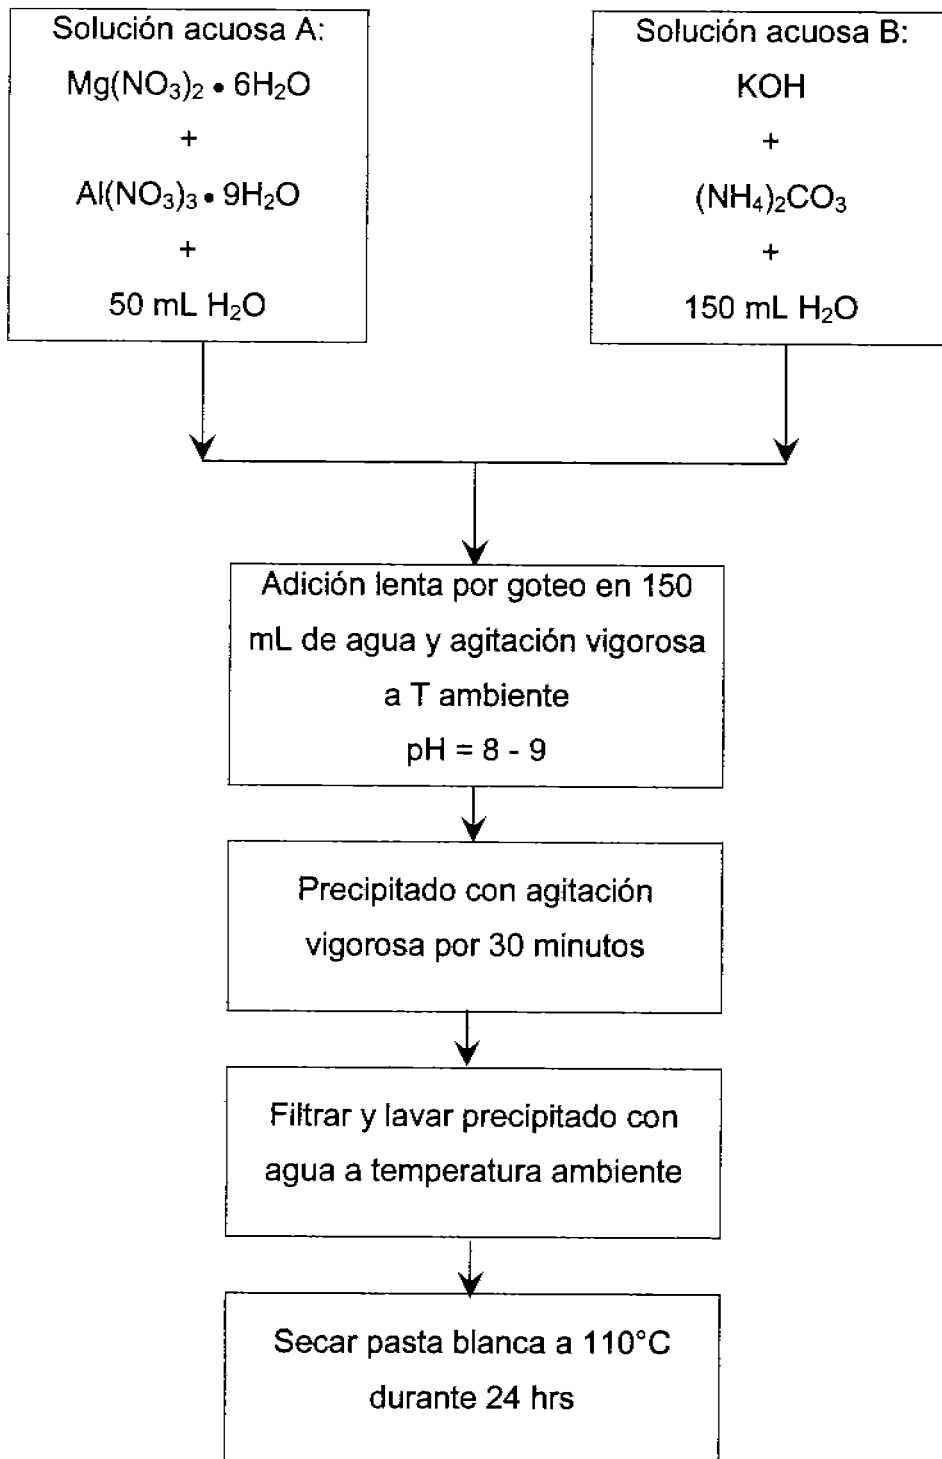 Solución acuosa A:
Mg(NO₃)₂ • 6H₂O
+
Al(NO₃)₃ • 9H₂O
+
50 mL H₂O
Solución acuosa B:
KOH
+
(NH₄)₂CO₃
+
150 mL H₂O
Adición lenta por goteo en 150
mL de agua y agitación vigorosa
a T ambiente
pH = 8 - 9
Precipitado con agitación
vigorosa por 30 minutos
Filtrar y lavar precipitado con
agua a temperatura ambiente
Secar pasta blanca a 110°C
durante 24 hrs